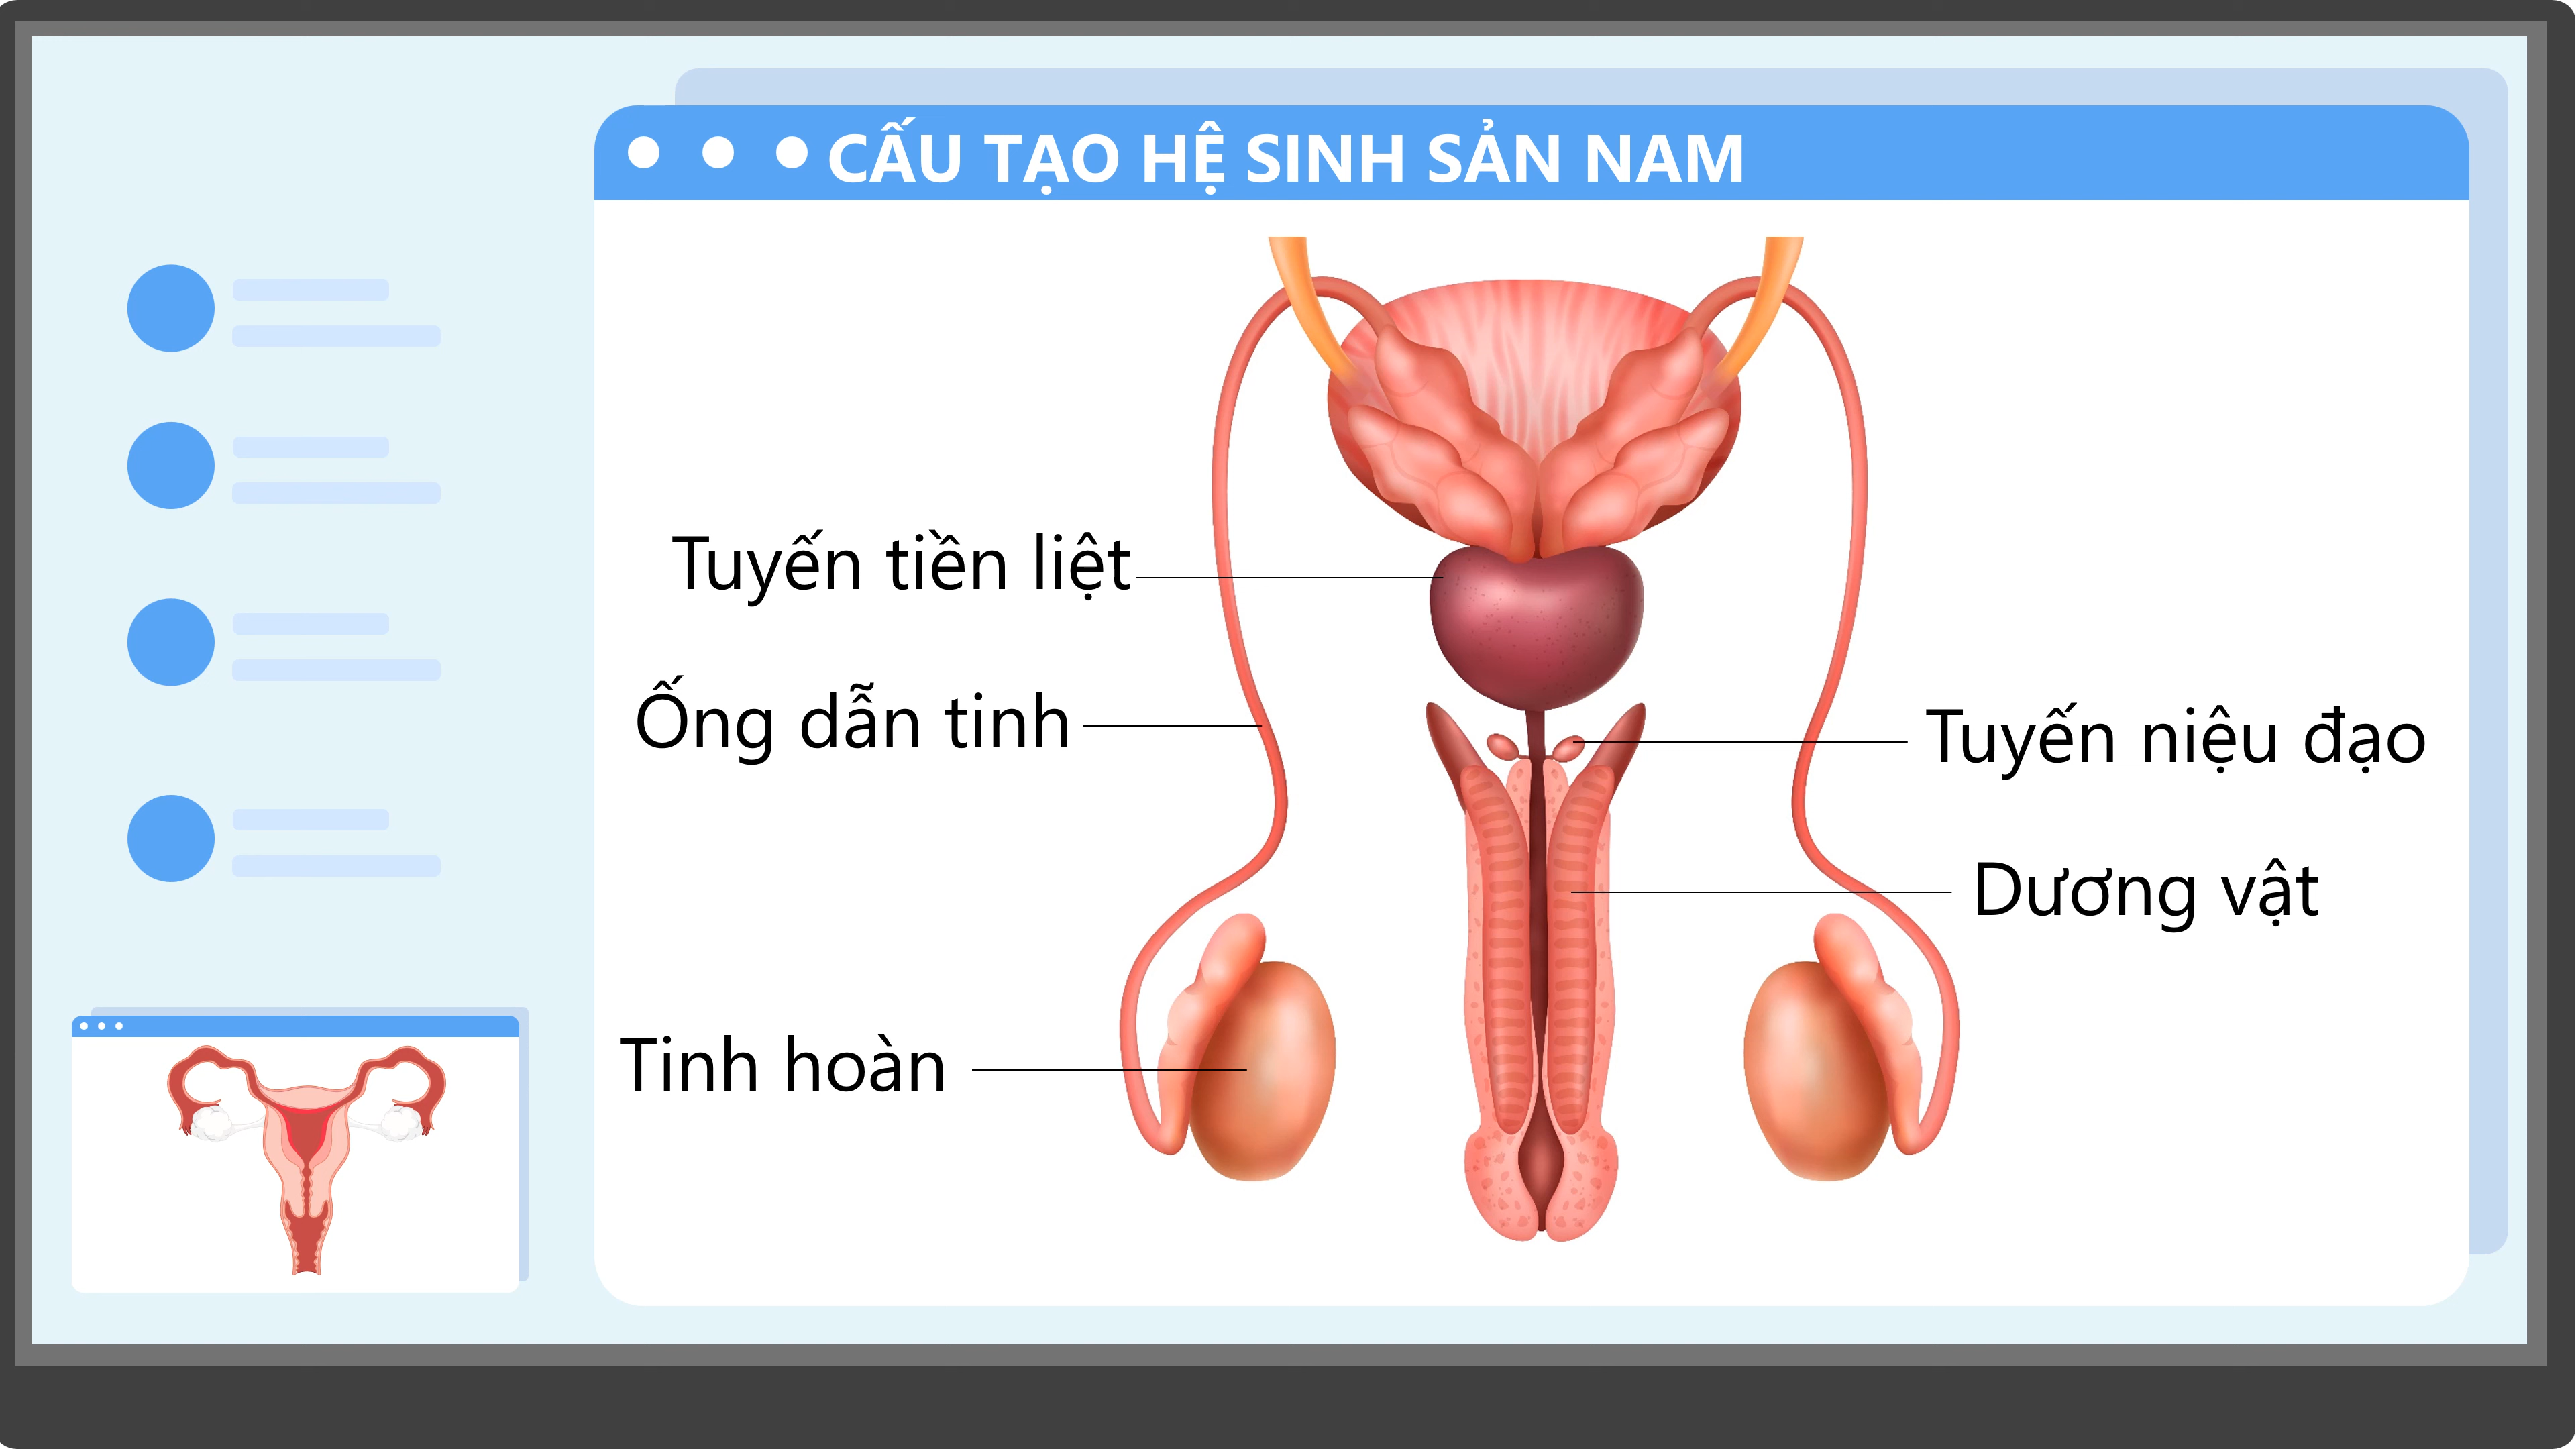 CẤU TẠO HỆ SINH SẢN NAM
Tuyến tiền liệt
Ống dẫn tinh
Tuyến niệu đạo
Dương vật
Tinh hoàn